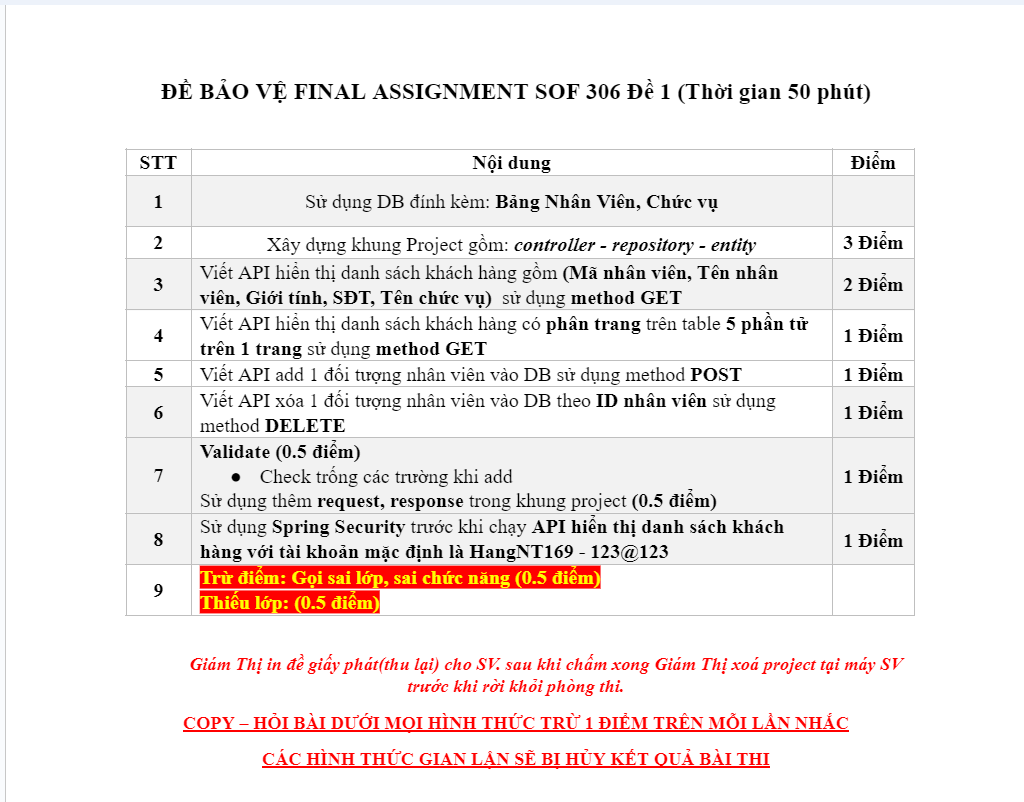 ĐỀ BẢO VỆ FINAL ASSIGNMENT SOF 306 Đề 1 (Thời gian 50 phút)
STT Nội dung Điểm
1 Sử dụng DB đính kèm: Bảng Nhân Viên, Chức vụ
2 Xây dựng khung Project gồm: controller - repository - entity 3 Điểm
3 Viết API hiển thị danh sách khách hàng gồm (Mã nhân viên, Tên nhân
viên, Giới tính, SĐT, Tên chức vụ) sử dụng method GET 2 Điểm
4 Viết API hiển thị danh sách khách hàng có phân trang trên table 5 phần tử
trên 1 trang sử dụng method GET 1 Điểm
5 Viết API add 1 đối tượng nhân viên vào DB sử dụng method POST 1 Điểm
6 Viết API xóa 1 đối tượng nhân viên vào DB theo ID nhân viên sử dụng
method DELETE 1 Điểm
7 Validate (0.5 điểm)
● Check trống các trường khi add
Sử dụng thêm request, response trong khung project (0.5 điểm) 1 Điểm
8 Sử dụng Spring Security trước khi chạy API hiển thị danh sách khách
hàng với tài khoản mặc định là HangNT169 - 123@123 1 Điểm
9 Trừ điểm: Gọi sai lớp, sai chức năng (0.5 điểm)
Thiếu lớp: (0.5 điểm)
Giám Thị in đề giấy phát(thu lại) cho SV. sau khi chấm xong Giám Thị xoá project tại máy SV
trước khi rời khỏi phòng thi.
COPY – HỎI BÀI DƯỚI MỌI HÌNH THỨC TRỪ 1 ĐIỂM TRÊN MỖI LẦN NHẮC
CÁC HÌNH THỨC GIAN LẬN SẼ BỊ HỦY KẾT QUẢ BÀI THI